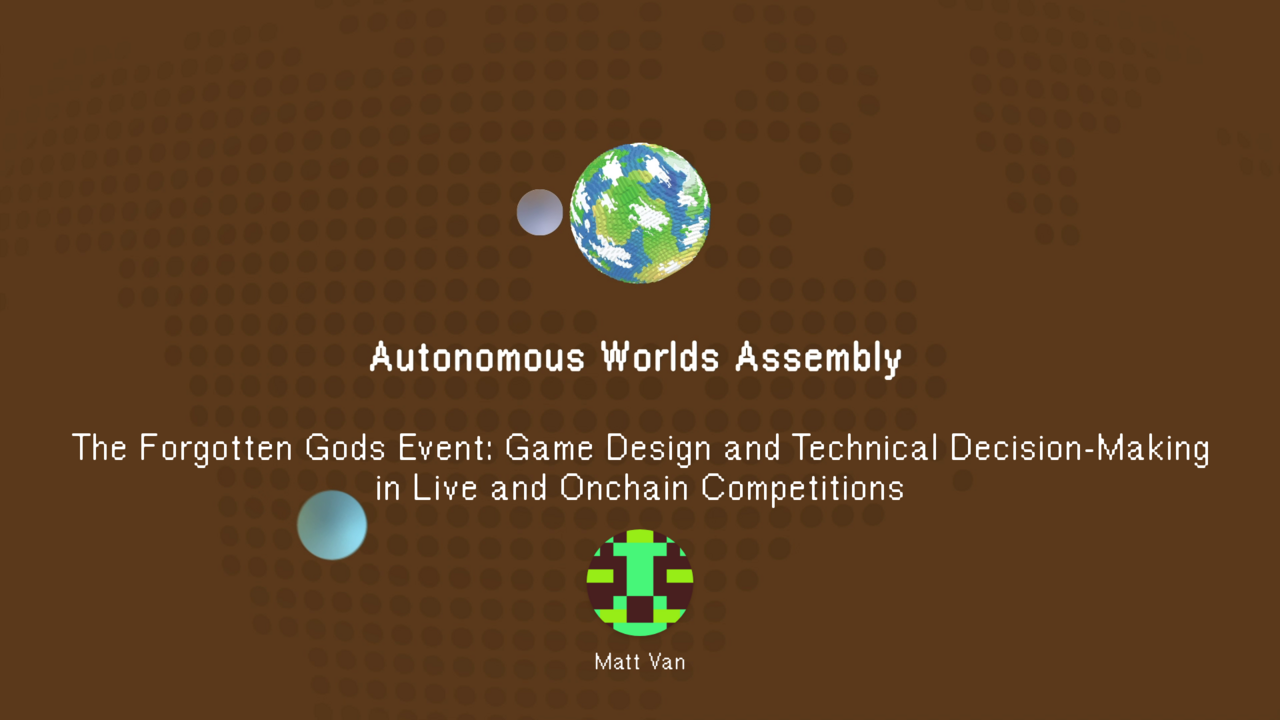 Autonomous Worlds Assembly
The Forgotten Gods Event: Game Design and Technical Decision-Making
in Live and Onchain Competitions
Matt Van